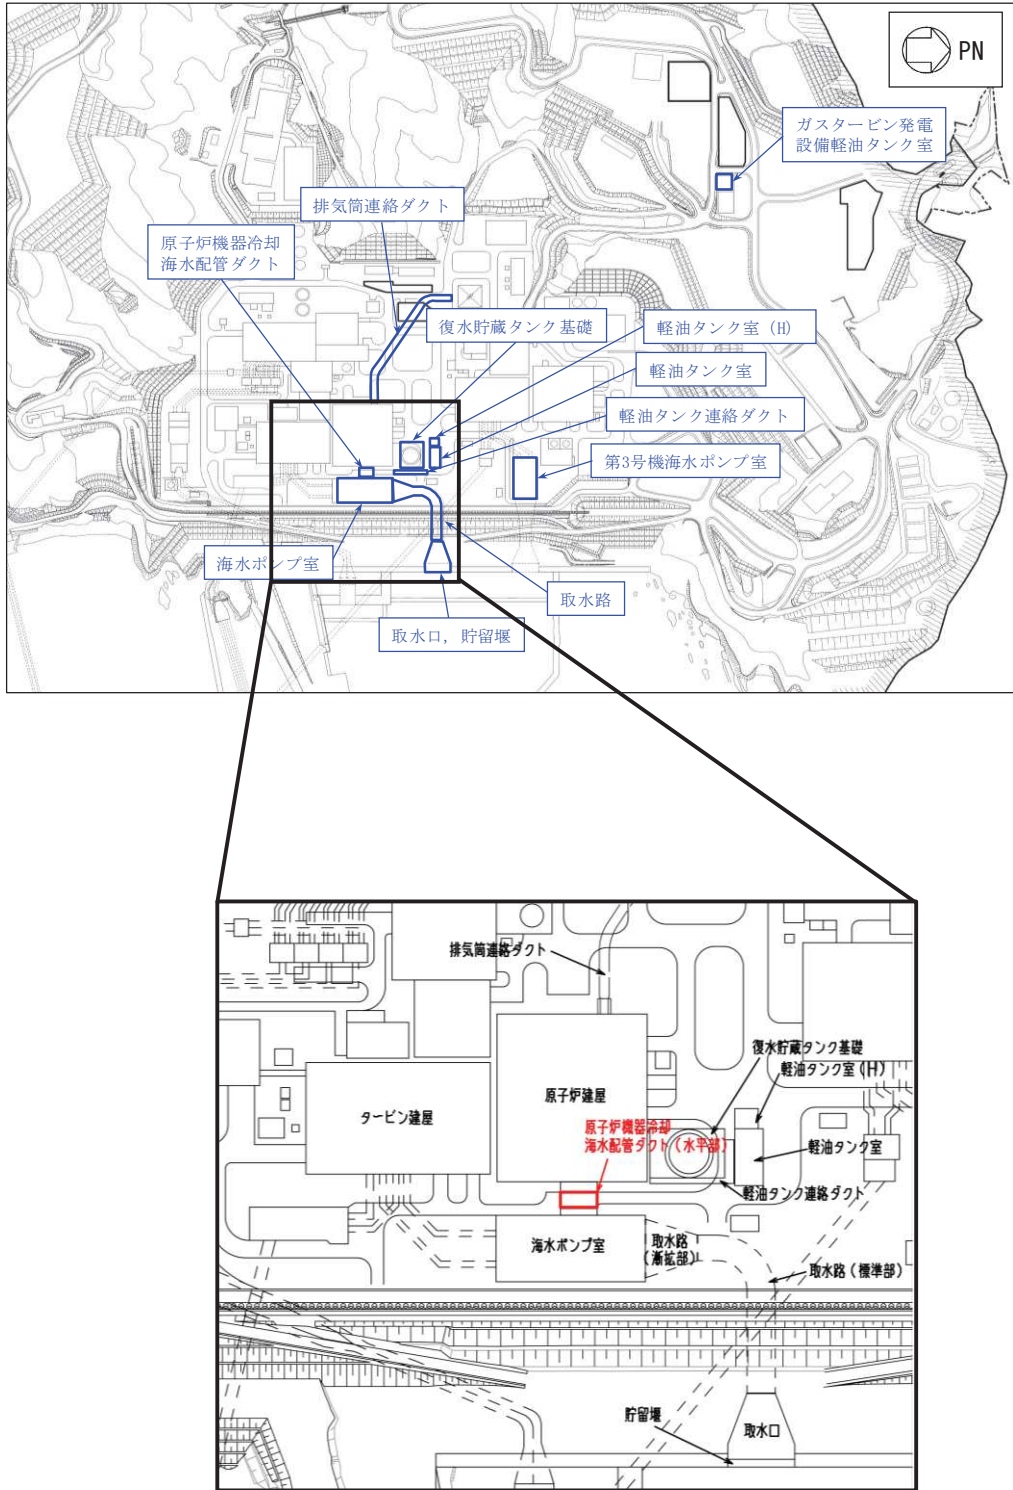 PN
ガスタービン発電
設備軽油タンク室
排気筒連絡ダクト
原子炉機器冷却
海水配管ダクト
復水貯蔵タンク基礎
軽油タンク室 (H)
軽油タンク室
軽油タンク連絡ダクト
第3号機海水ポンプ室
海水ポンプ室
取水路
取水口，貯留堰
排気筒連絡ダクト
復水貯蔵タンク基礎
軽油タンク室(H)
原子炉建屋
タービン建屋
原子炉機器冷却
海水配管ダクト(水平部)
軽油タンク室
軽油タンク連絡ダクト
海水ポンプ室
取水路
(漸拡部)
取水路(標準部)
貯留堰
取水口